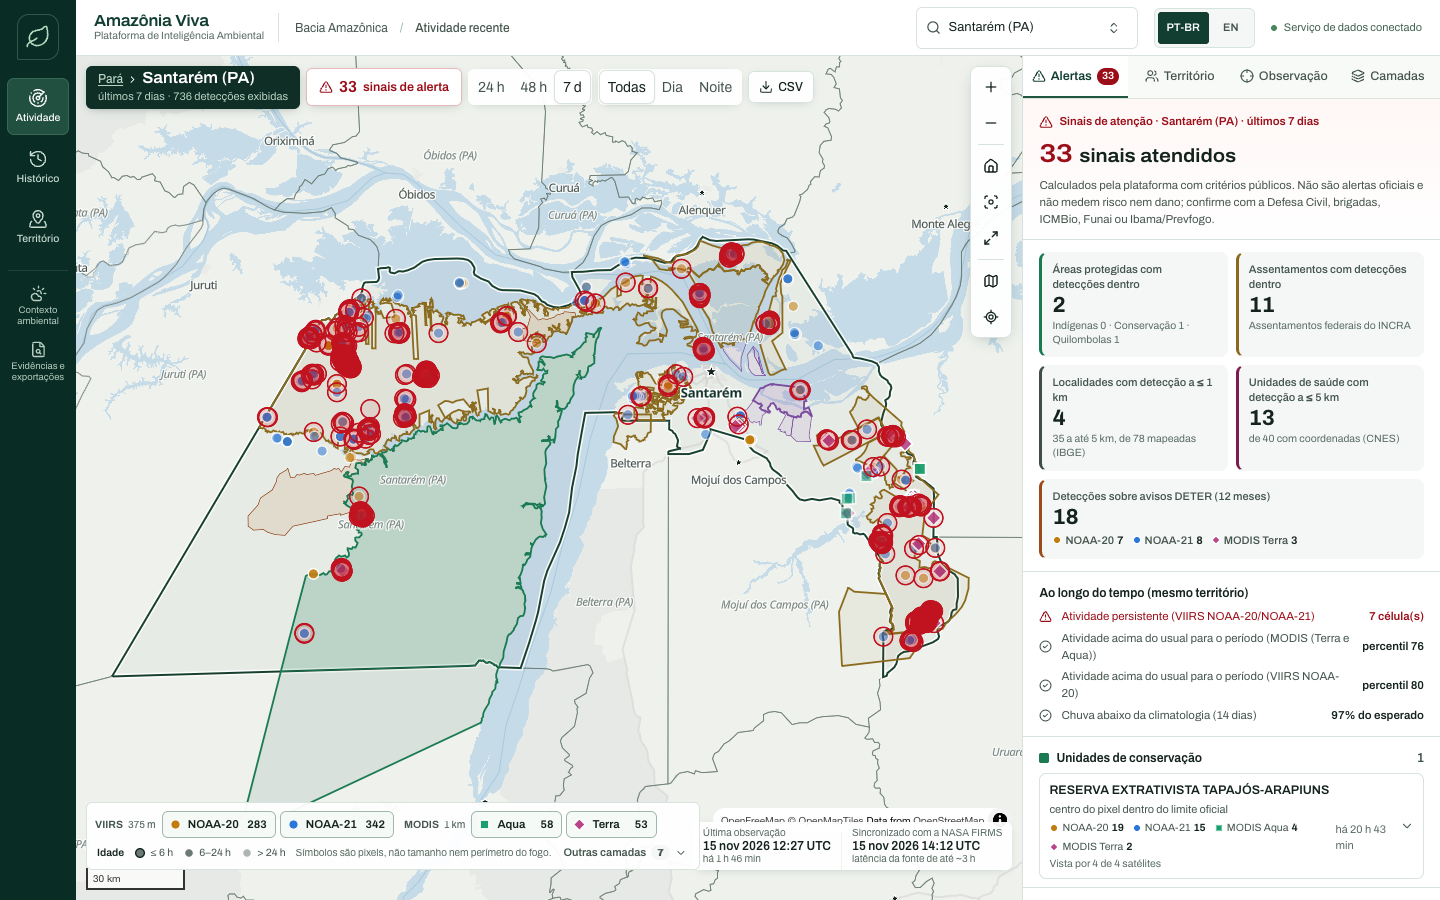 Amazônia Viva
Plataforma de Inteligência Ambiental
Bacia Amazônica / Atividade recente
Santarém (PA)
PT-BR EN
Serviço de dados conectado
Atividade
Histórico
Território
Contexto ambiental
Evidências e exportações
Pará › Santarém (PA)
últimos 7 dias · 736 detecções exibidas
33 sinais de alerta
24 h 48 h 7 d
Todas Dia Noite
CSV
Oriximiná
Óbidos (PA)
Óbidos
Curuá
Curuá (PA)
Alenquer
Monte Aleg
ta (PA)
ta
Juruti
Juruti (PA)
Santarém (PA)
Santarém
Santarém (PA)
Santarém (PA)
Belterra
Mojuí dos Campos
Belterra (PA)
Mojuí dos Campos (PA)
Uruará
VIIRS 375 m NOAA-20 283 NOAA-21 342 MODIS 1 km Aqua 58 Terra 53
Idade ≤ 6 h 6–24 h > 24 h Símbolos são pixels, não tamanho nem perímetro do fogo. Outras camadas 7
30 km
OpenFreeMap © OpenMapTiles Data from OpenStreetMap
Última observação
15 nov 2026 12:27 UTC
há 1 h 46 min
Sincronizado com a NASA FIRMS
15 nov 2026 14:12 UTC
latência da fonte de até ~3 h
Alertas 33
Território
Observação
Camadas
Sinais de atenção · Santarém (PA) · últimos 7 dias
33 sinais atendidos
Calculados pela plataforma com critérios públicos. Não são alertas oficiais e
não medem risco nem dano; confirme com a Defesa Civil, brigadas,
ICMBio, Funai ou Ibama/Prevfogo.
Áreas protegidas com
detecções dentro
2
Indígenas 0 · Conservação 1 ·
Quilombolas 1
Assentamentos com detecções
dentro
11
Assentamentos federais do INCRA
Localidades com detecção a ≤ 1
km
4
35 a até 5 km, de 78 mapeadas
(IBGE)
Unidades de saúde com
detecção a ≤ 5 km
13
de 40 com coordenadas (CNES)
Detecções sobre avisos DETER (12 meses)
18
NOAA-20 7 NOAA-21 8 MODIS Terra 3
Ao longo do tempo (mesmo território)
Atividade persistente (VIIRS NOAA-20/NOAA-21) 7 célula(s)
Atividade acima do usual para o período (MODIS (Terra e
Aqua)) percentil 76
Atividade acima do usual para o período (VIIRS NOAA-
20) percentil 80
Chuva abaixo da climatologia (14 dias) 97% do esperado
Unidades de conservação 1
RESERVA EXTRATIVISTA TAPAJÓS-ARAPIUNS
centro do pixel dentro do limite oficial
NOAA-20 19 NOAA-21 15 MODIS Aqua 4
MODIS Terra 2
há 20 h 43
min
Vista por 4 de 4 satélites